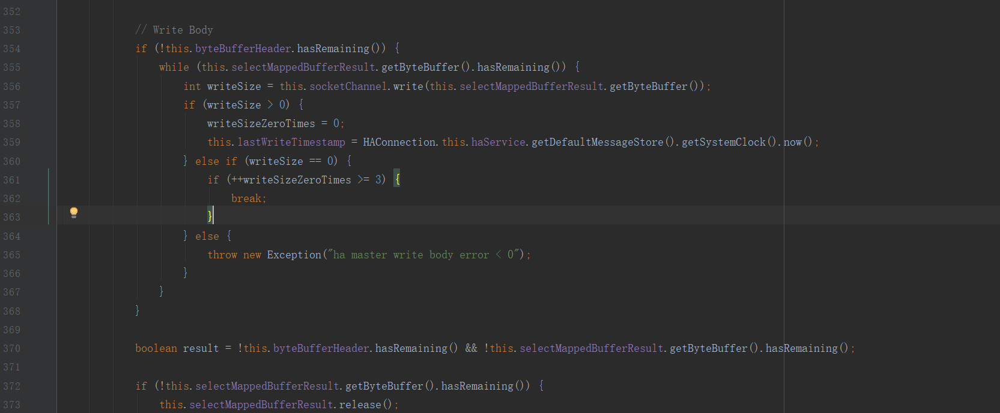 352
353 // Write Body
354 if (!this.byteBufferHeader.hasRemaining()) {
355 while (this.selectMappedBufferResult.getByteBuffer().hasRemaining()) {
356 int writeSize = this.socketChannel.write(this.selectMappedBufferResult.getByteBuffer());
357 if (writeSize > 0) {
358 writeSizeZeroTimes = 0;
359 this.lastWriteTimestamp = HAConnection.this.haService.getDefaultMessageStore().getSystemClock().now();
360 } else if (writeSize == 0) {
361 if (++writeSizeZeroTimes >= 3) {
362 break;
363 }
364 } else {
365 throw new Exception("ha master write body error < 0");
366 }
367 }
368 }
369
370 boolean result = !this.byteBufferHeader.hasRemaining() && !this.selectMappedBufferResult.getByteBuffer().hasRemaining();
371
372 if (!this.selectMappedBufferResult.getByteBuffer().hasRemaining()) {
373 this.selectMappedBufferResult.release();